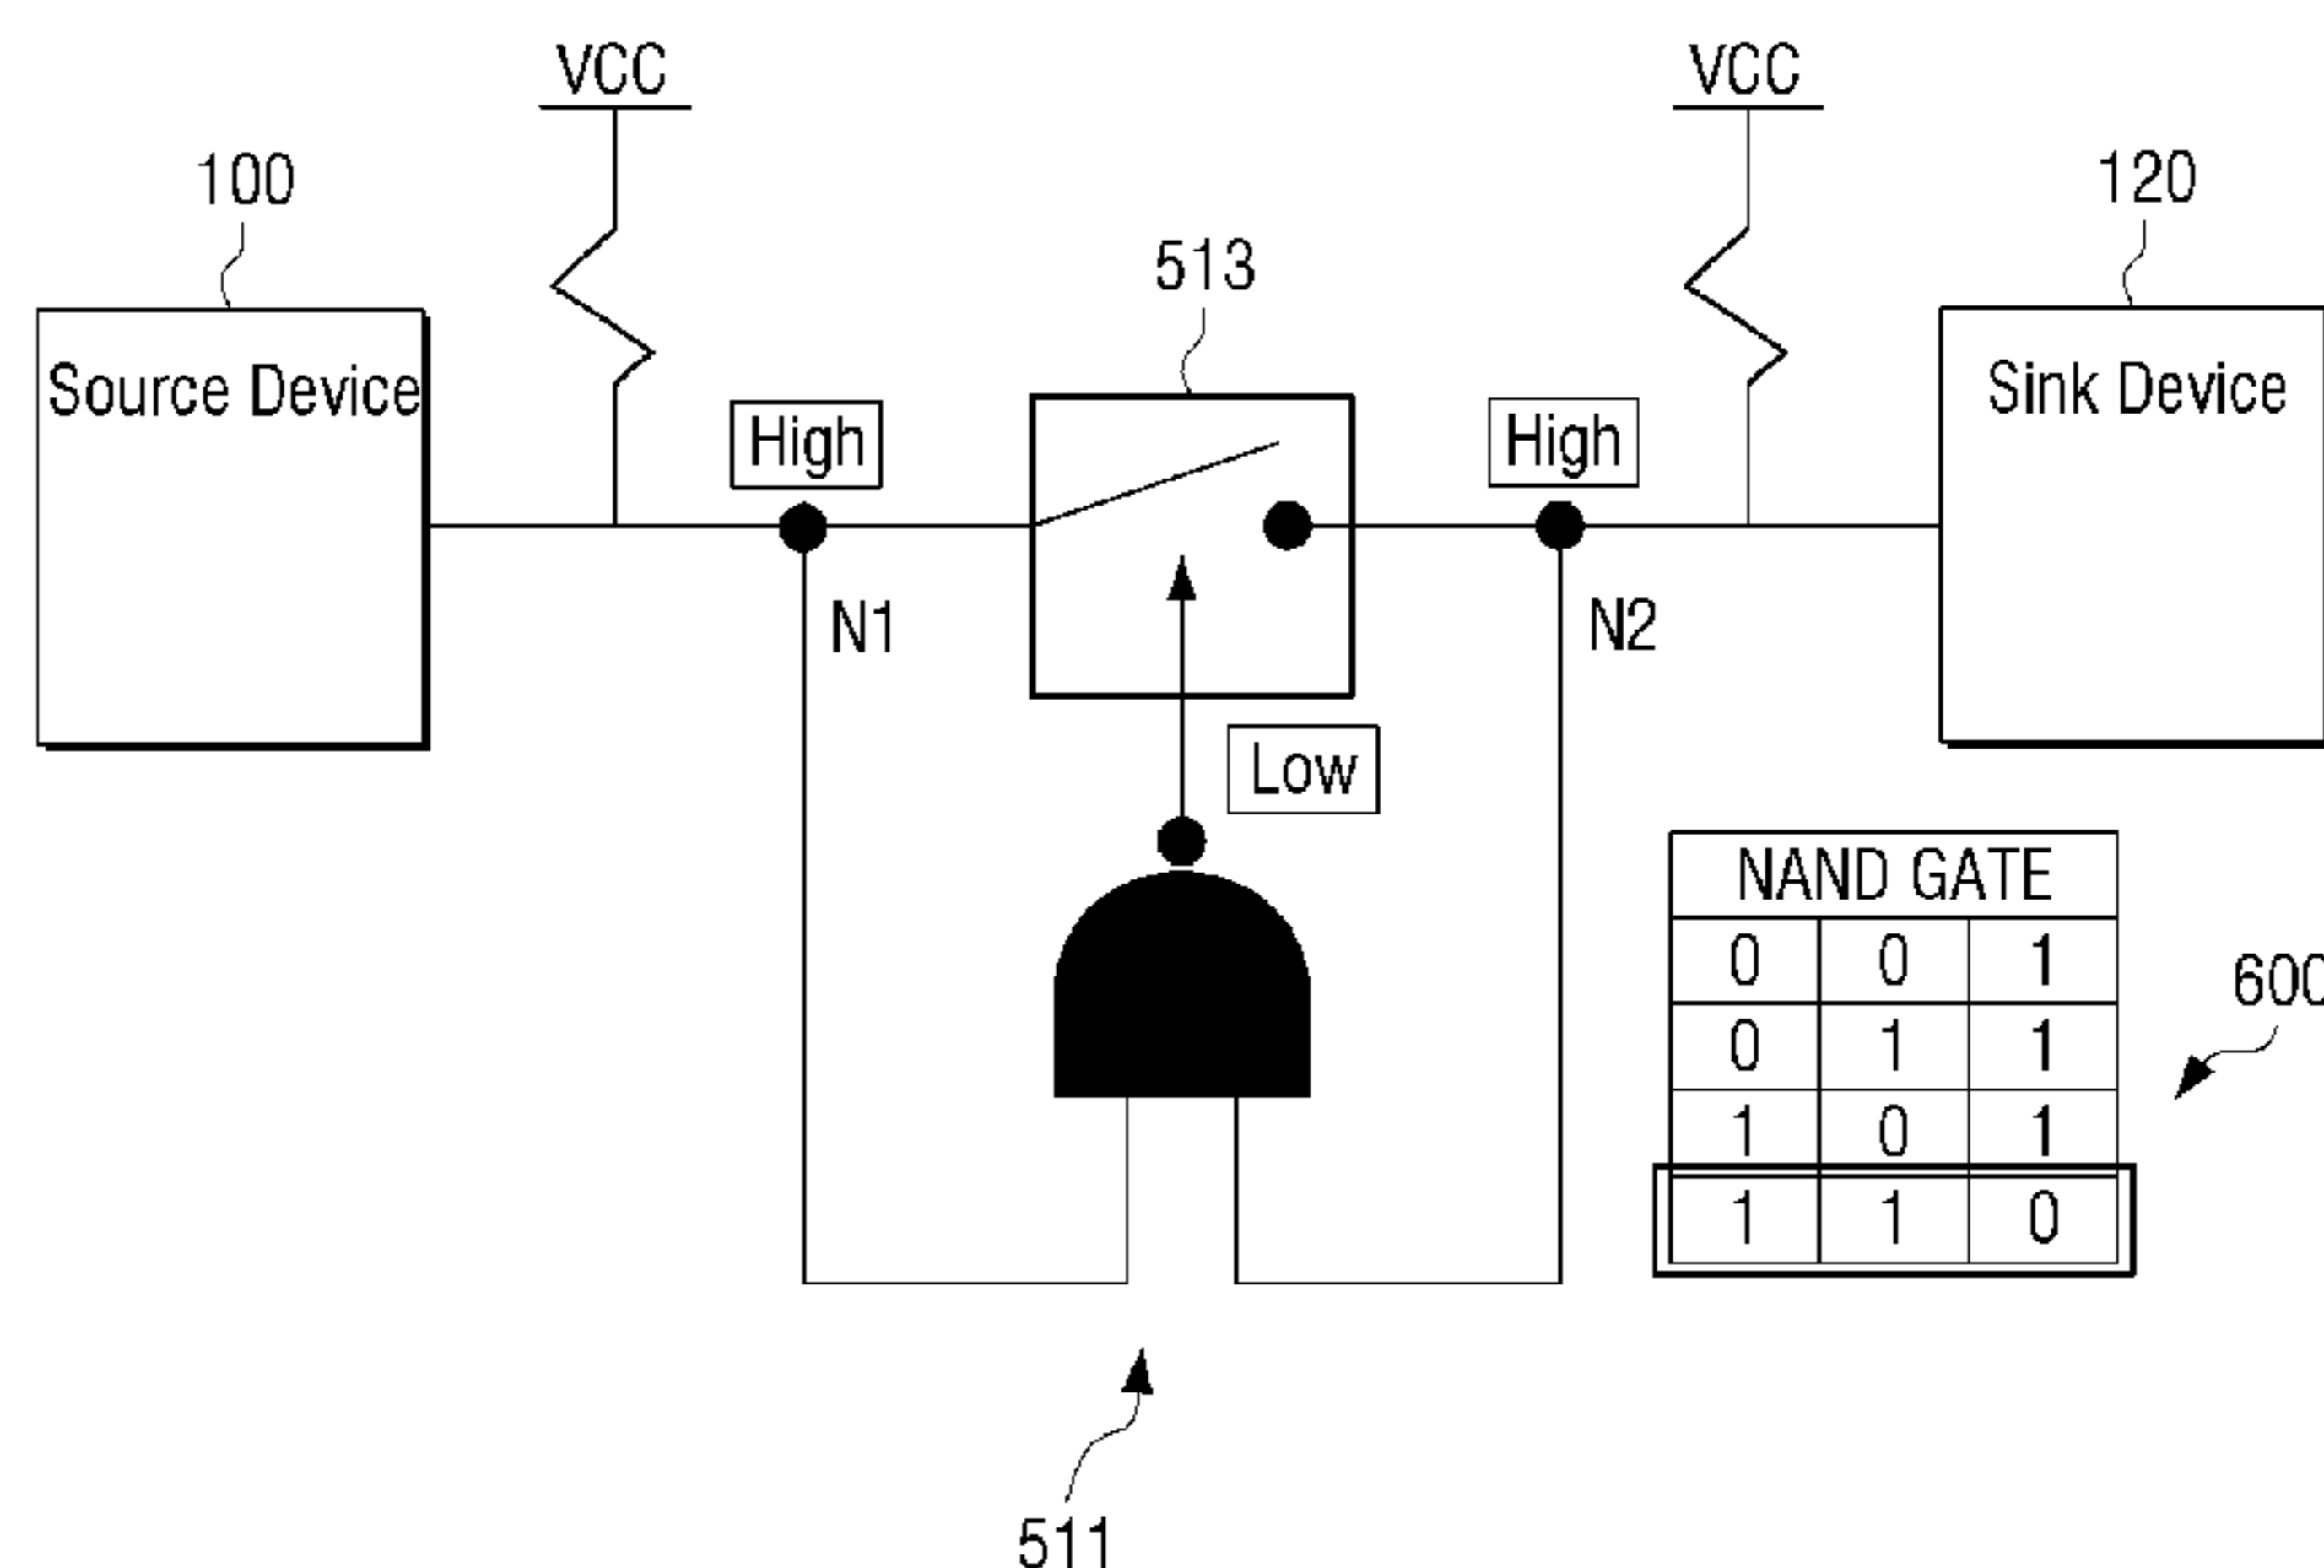 VCC
VCC
100
120
513
Source Device
High
High
Sink Device
N1
N2
Low
NAND GATE
0 0 1
0 1 1
1 0 1
1 1 0
600
511